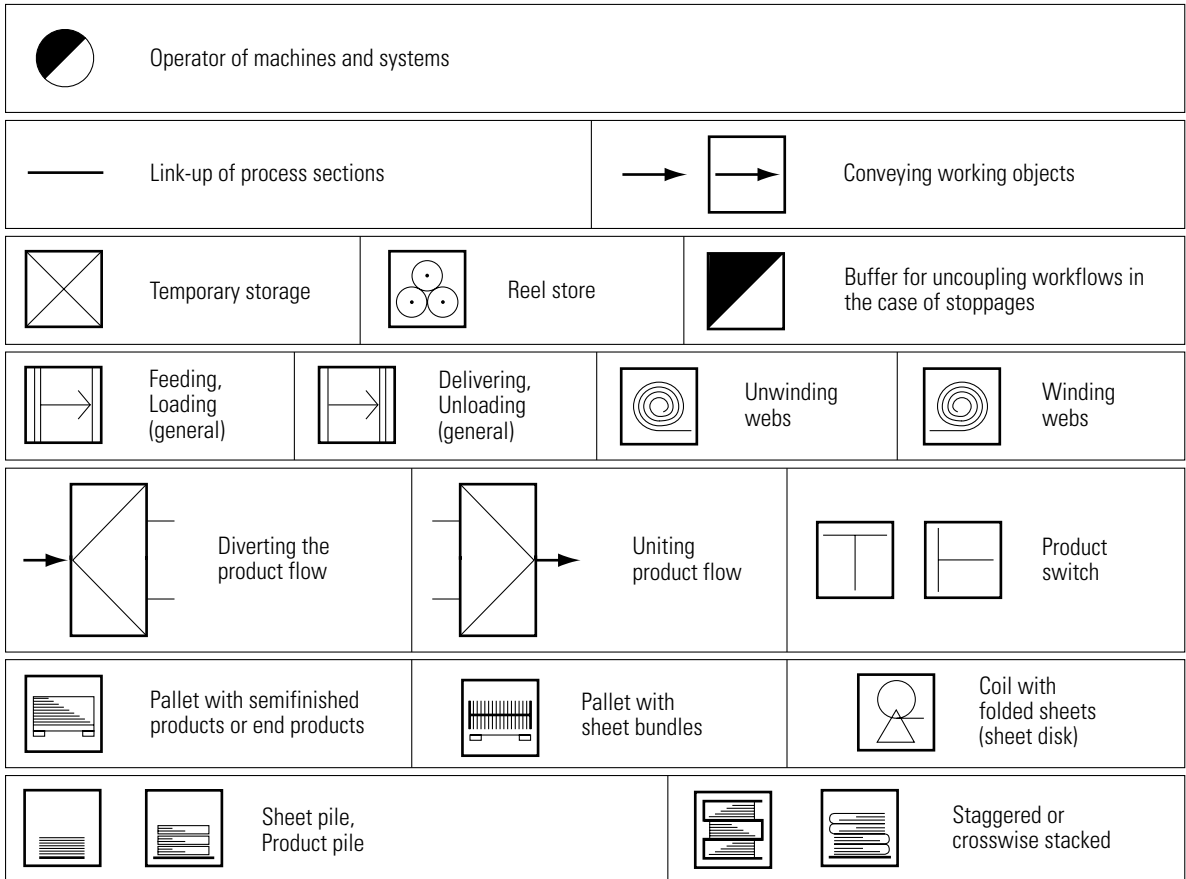 Operator of machines and systems
Link-up of process sections
Conveying working objects
Temporary storage
Reel store
Buffer for uncoupling workflows in
the case of stoppages
Feeding,
Loading
(general)
Delivering,
Unloading
(general)
Unwinding
webs
Winding
webs
Diverting the
product flow
Uniting
product flow
Product
switch
Pallet with semifinished
products or end products
Pallet with
sheet bundles
Coil with
folded sheets
(sheet disk)
Sheet pile,
Product pile
Staggered or
crosswise stacked